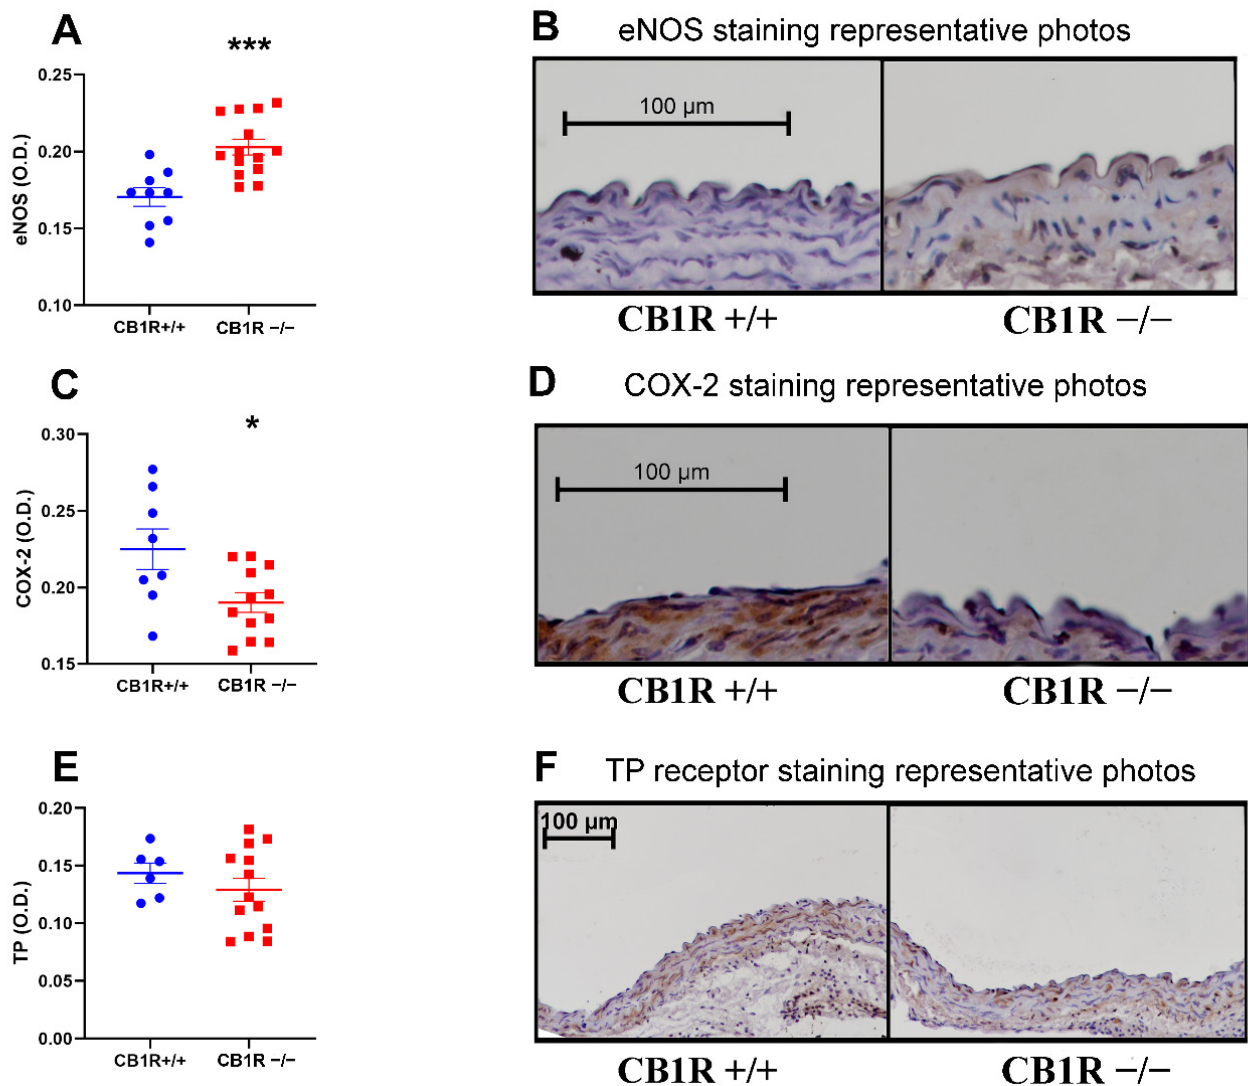 A
***
eNOS (O.D.)
0.25
0.20
0.15
0.10
CB1R+/+ CB1R −/−
B eNOS staining representative photos
100 µm
CB1R +/+ CB1R −/−
C
*
COX-2 (O.D.)
0.30
0.25
0.20
0.15
CB1R+/+ CB1R −/−
D COX-2 staining representative photos
100 µm
CB1R +/+ CB1R −/−
E
TP (O.D.)
0.20
0.15
0.10
0.05
0.00
CB1R+/+ CB1R −/−
F TP receptor staining representative photos
100 µm
CB1R +/+ CB1R −/−